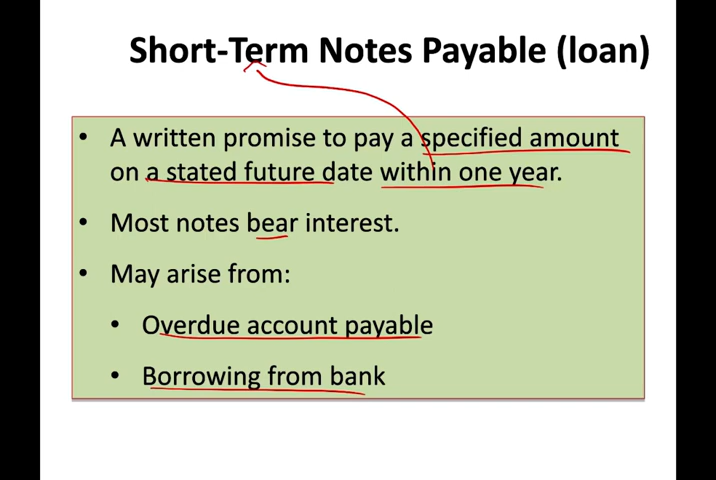 Short-Term Notes Payable (loan)
• A written promise to pay a specified amount
on a stated future date within one year.
• Most notes bear interest.
• May arise from:
• Overdue account payable
• Borrowing from bank